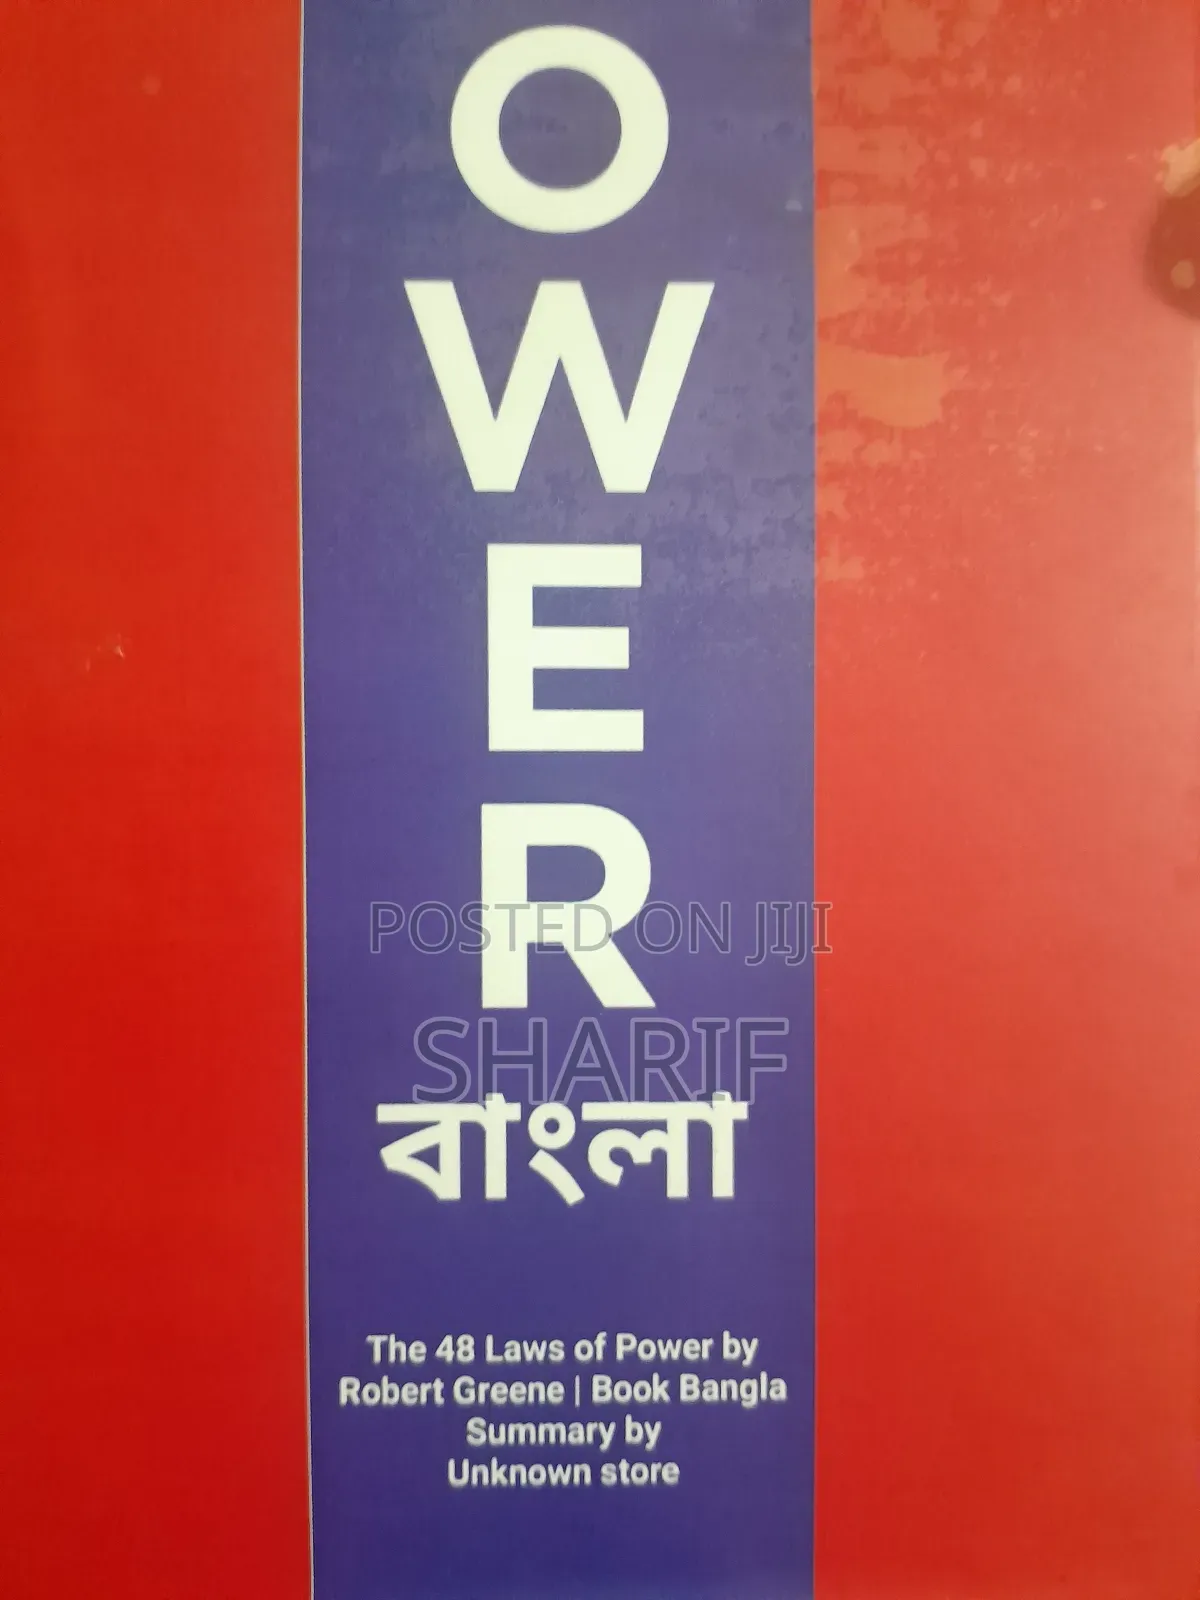 O
W
E
R
POSTED ON JIJI
SHARIF
বাংলা
The 48 Laws of Power by
Robert Greene | Book Bangla
Summary by
Unknown store